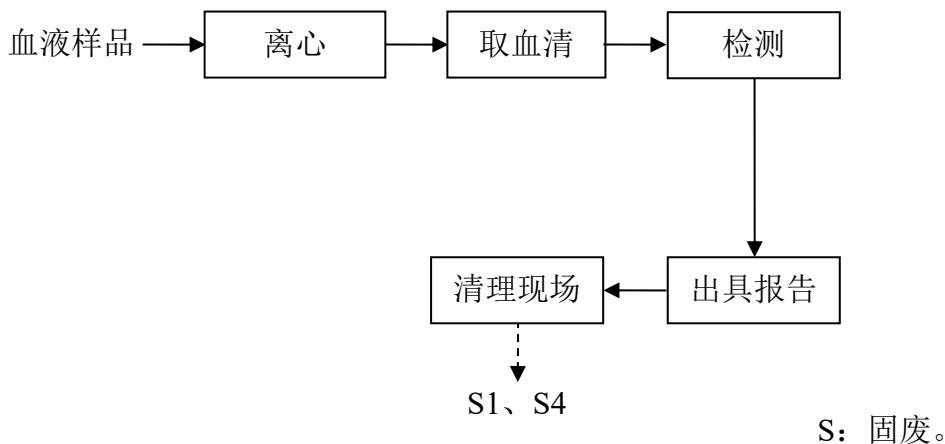 血液样品
离心
取血清
检测
清理现场
出具报告
S1、S4
S：固废。